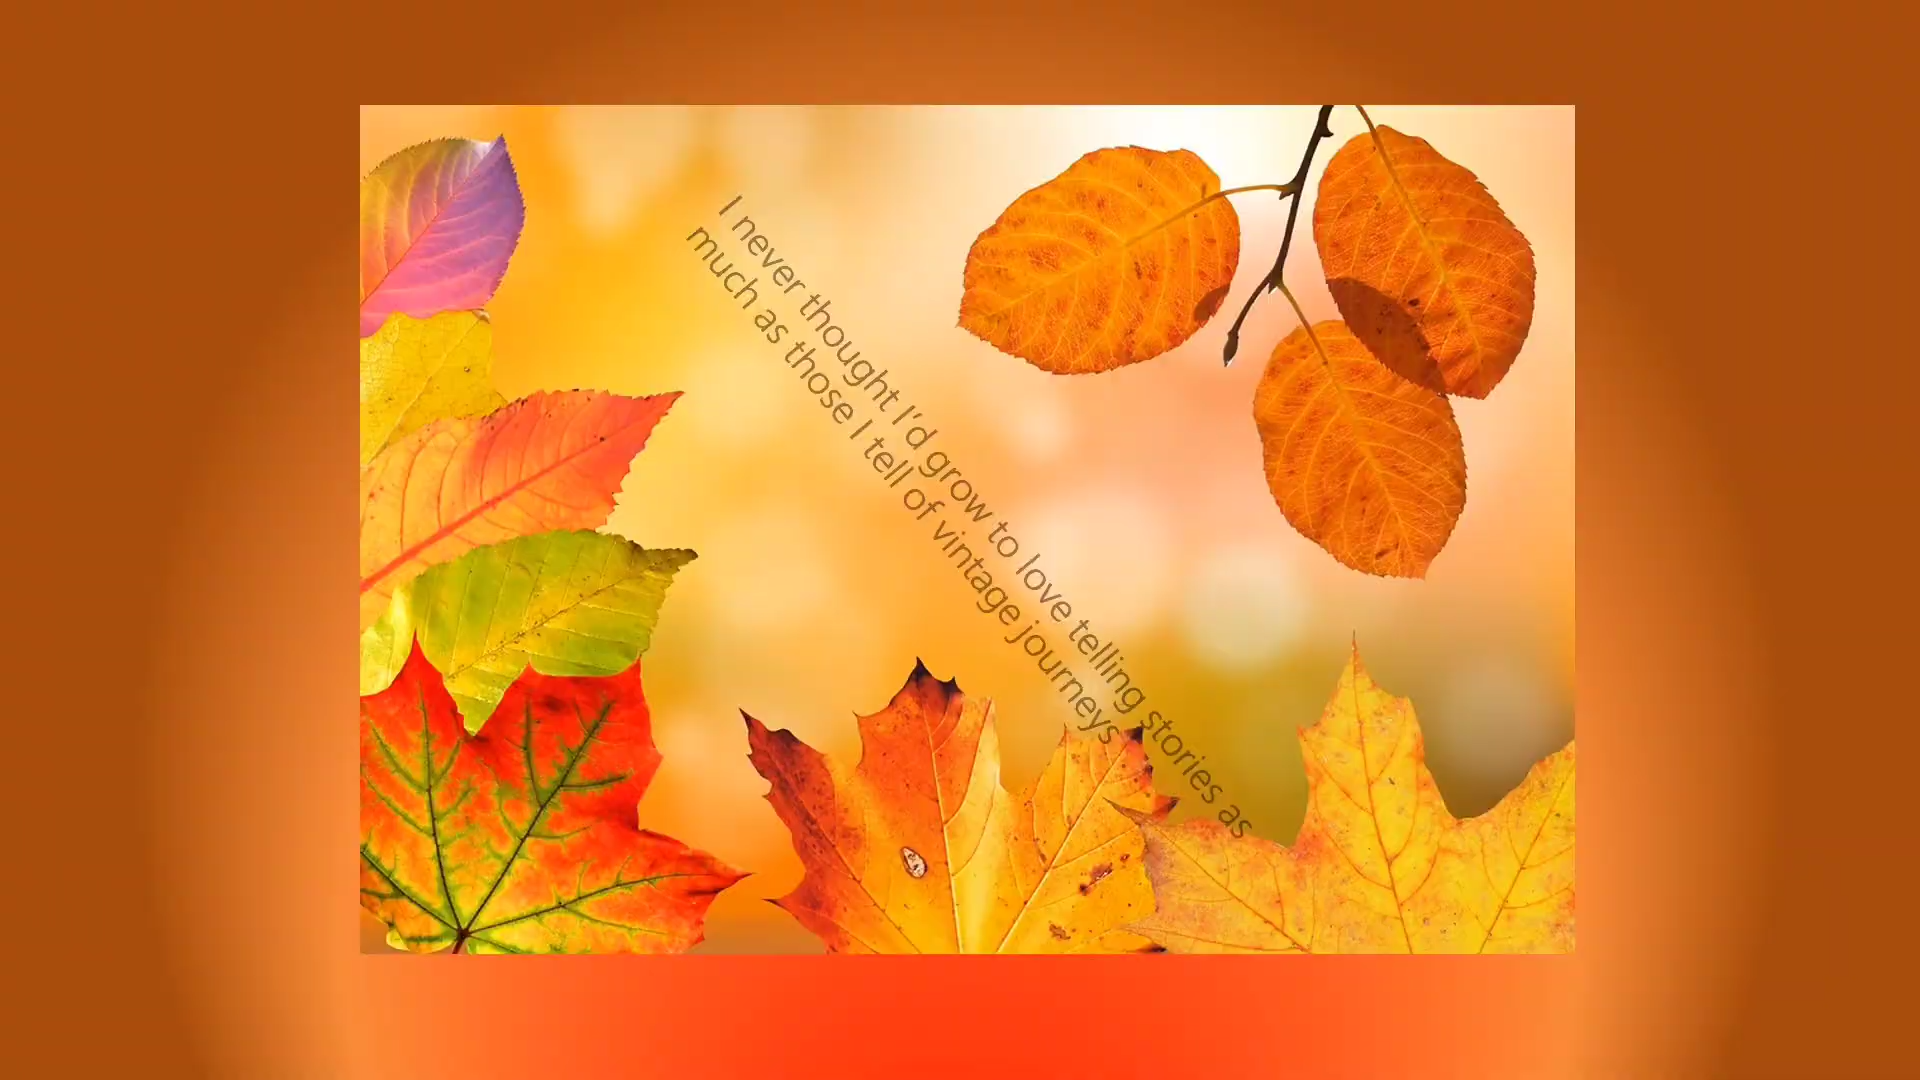 I never thought I'd grow to love telling stories as
much as those I tell of vintage journeys